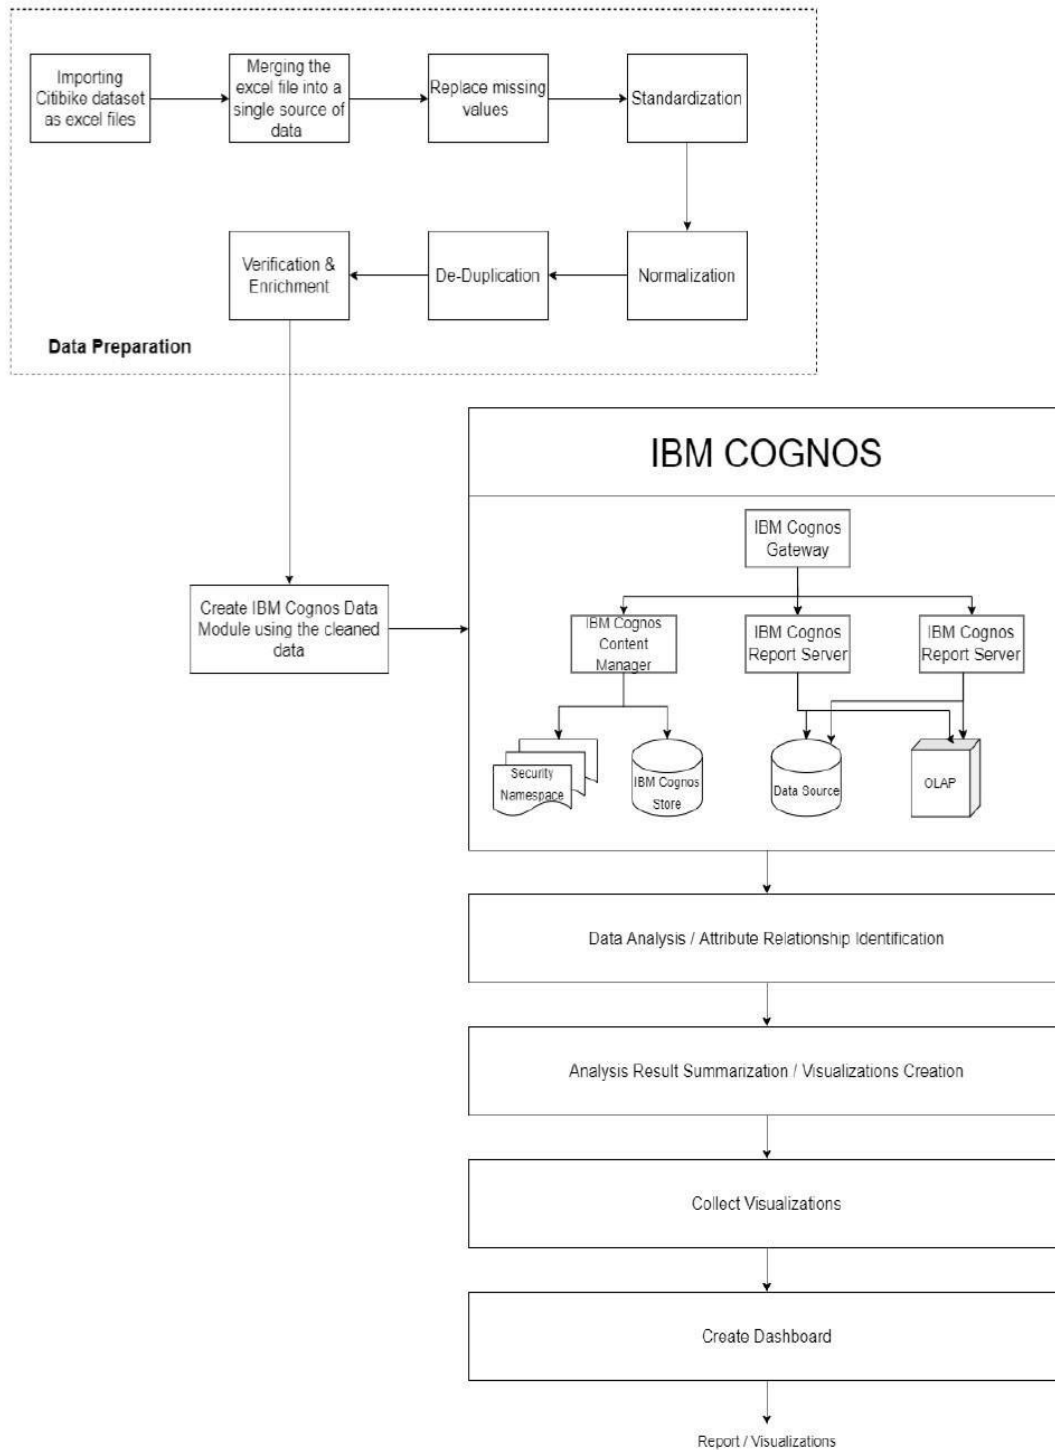 Importing
Citibike dataset
as excel files
Merging the
excel file into a
single source of
data
Replace missing
values
Standardization
Verification &
Enrichment
De-Duplication
Normalization
Data Preparation
IBM COGNOS
IBM Cognos
Gateway
Create IBM Cognos Data
Module using the cleaned
data
IBM Cognos
Content
Manager
IBM Cognos
Report Server
IBM Cognos
Report Server
Security
Namespace
IBM Cognos
Store
Data Source
OLAP
Data Analysis / Attribute Relationship Identification
Analysis Result Summarization / Visualizations Creation
Collect Visualizations
Create Dashboard
Report / Visualizations